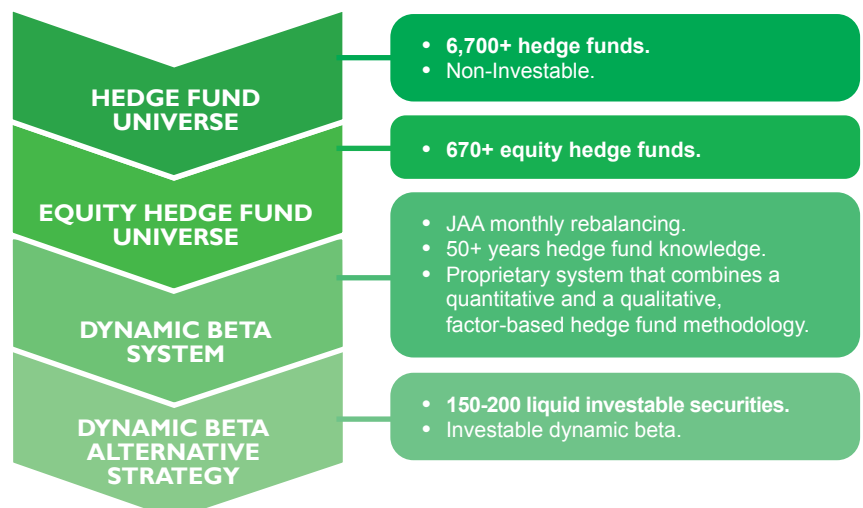 HEDGE FUND
UNIVERSE
• 6,700+ hedge funds.
• Non-Investable.
EQUITY HEDGE FUND
UNIVERSE
• 670+ equity hedge funds.
DYNAMIC BETA
SYSTEM
• JAA monthly rebalancing.
• 50+ years hedge fund knowledge.
• Proprietary system that combines a
quantitative and a qualitative,
factor-based hedge fund methodology.
DYNAMIC BETA
ALTERNATIVE
STRATEGY
• 150-200 liquid investable securities.
• Investable dynamic beta.